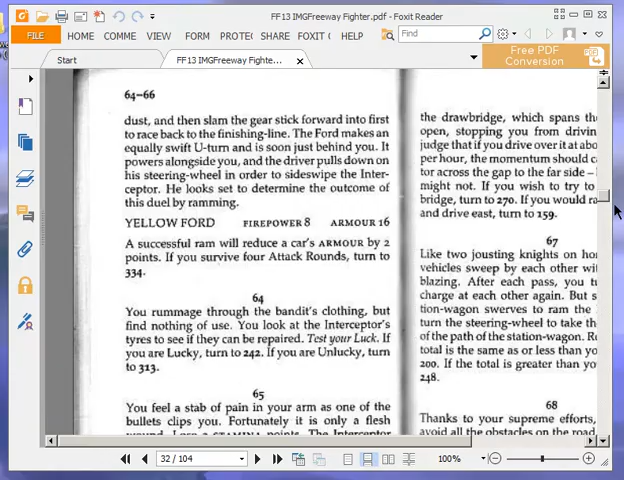 FF13 IMGFreeway Fighter.pdf - Foxit Reader
FILE HOME COMME VIEW FORM PROTE SHARE FOXIT C HELP Find
Start FF13 IMGFreeway Fighte... Free PDF Conversion
64–66
dust, and then slam the gear stick forward into first
to race back to the finishing-line. The Ford makes an
equally swift U-turn and is soon just behind you. It
powers alongside you, and the driver pulls down on
his steering-wheel in order to sideswipe the Inter-
ceptor. He looks set to determine the outcome of
this duel by ramming.
YELLOW FORD FIREPOWER 8 ARMOUR 16
A successful ram will reduce a car's ARMOUR by 2
points. If you survive four Attack Rounds, turn to
334.
64
You rummage through the bandit's clothing, but
find nothing of use. You look at the Interceptor's
tyres to see if they can be repaired. Test your Luck. If
you are Lucky, turn to 242. If you are Unlucky, turn
to 313.
65
You feel a stab of pain in your arm as one of the
bullets clips you. Fortunately it is only a flesh
the drawbridge, which spans th
open, stopping you from drivin
judge that if you drive over it at abo
per hour, the momentum should c
tor across the gap to the far side –
might not. If you wish to try to
bridge, turn to 270. If you would ra
and drive east, turn to 159.
67
Like two jousting knights on ho
vehicles sweep by each other wit
blazing. After each pass, you tu
charge at each other again. But s
tion-wagon swerves to ram the I
turn the steering-wheel to take th
of the path of the station-wagon. R
total is the same as or less than yo
200. If the total is greater than yo
248.
68
Thanks to your supreme efforts,
avoid all the obstacles on the road
32 / 104 100%